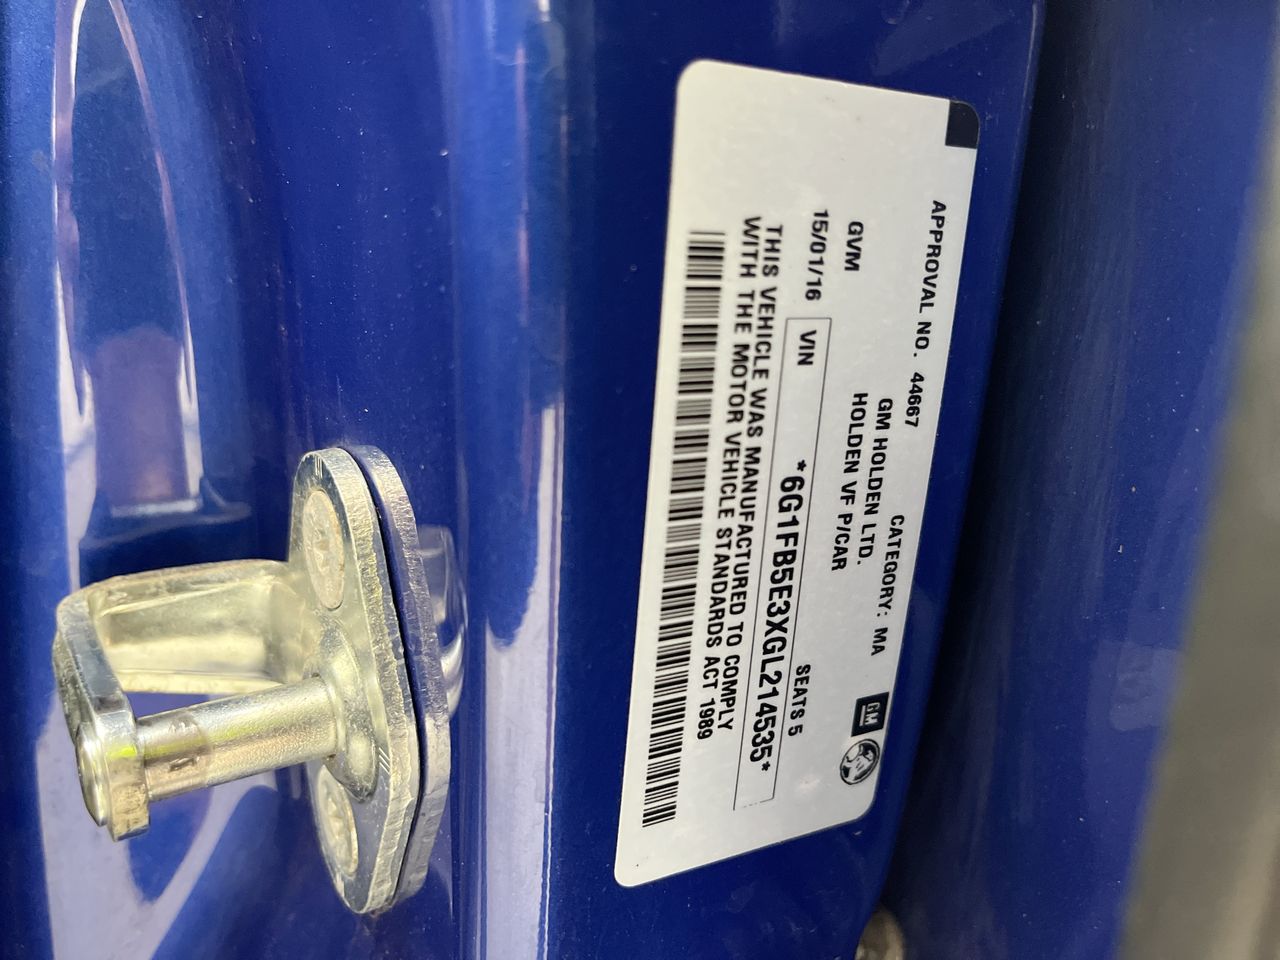 APPROVAL NO. 44667
CATEGORY: MA
GM HOLDEN LTD.
GVM HOLDEN VF P/CAR
GM
15/01/16 SEATS 5
VIN *6G1FB5E3XGL214535*
THIS VEHICLE WAS MANUFACTURED TO COMPLY
WITH THE MOTOR VEHICLE STANDARDS ACT 1989